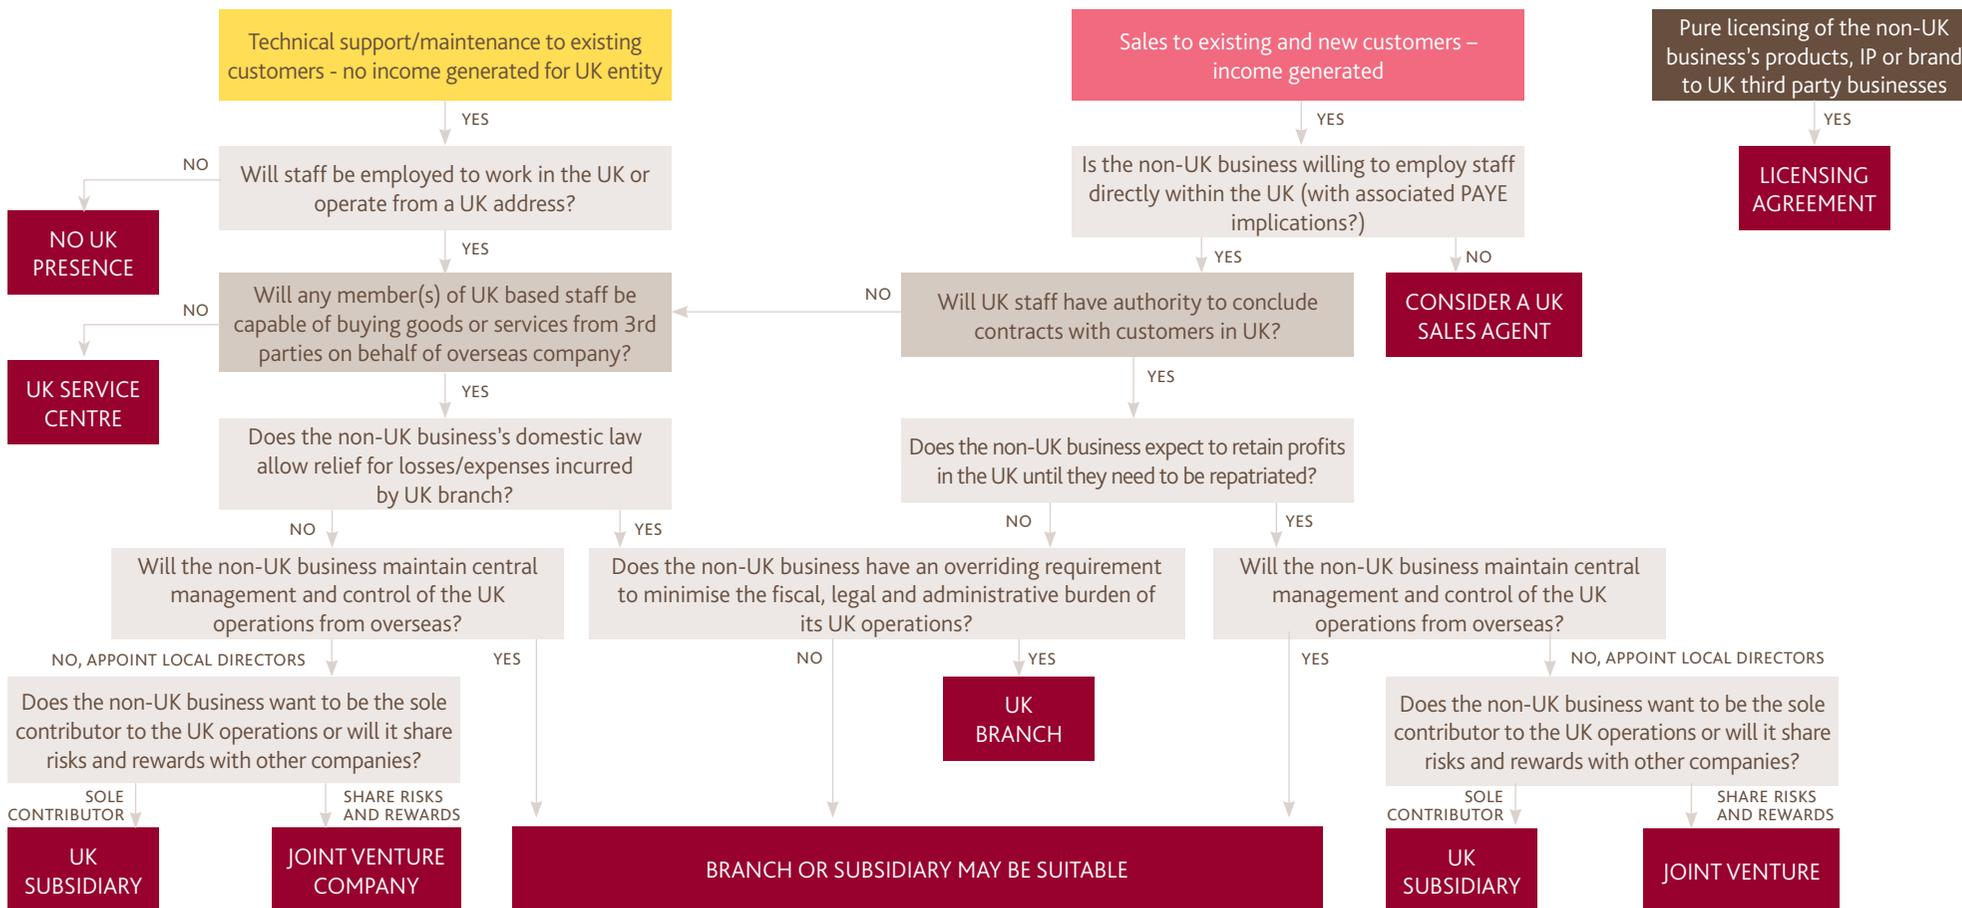 Technical support/maintenance to existing
customers - no income generated for UK entity
Sales to existing and new customers –
income generated
Pure licensing of the non-UK
business's products, IP or brand
to UK third party businesses
YES
YES
YES
NO
Will staff be employed to work in the UK or
operate from a UK address?
Is the non-UK business willing to employ staff
directly within the UK (with associated PAYE
implications?)
LICENSING
AGREEMENT
NO UK
PRESENCE
YES
YES
NO
NO
Will any member(s) of UK based staff be
capable of buying goods or services from 3rd
parties on behalf of overseas company?
NO
Will UK staff have authority to conclude
contracts with customers in UK?
CONSIDER A UK
SALES AGENT
UK SERVICE
CENTRE
YES
YES
Does the non-UK business's domestic law
allow relief for losses/expenses incurred
by UK branch?
Does the non-UK business expect to retain profits
in the UK until they need to be repatriated?
NO
YES
NO
YES
Will the non-UK business maintain central
management and control of the UK
operations from overseas?
Does the non-UK business have an overriding requirement
to minimise the fiscal, legal and administrative burden of
its UK operations?
Will the non-UK business maintain central
management and control of the UK
operations from overseas?
NO, APPOINT LOCAL DIRECTORS
YES
NO
YES
YES
NO, APPOINT LOCAL DIRECTORS
Does the non-UK business want to be the sole
contributor to the UK operations or will it share
risks and rewards with other companies?
UK
BRANCH
Does the non-UK business want to be the sole
contributor to the UK operations or will it share
risks and rewards with other companies?
SOLE
CONTRIBUTOR
SHARE RISKS
AND REWARDS
SOLE
CONTRIBUTOR
SHARE RISKS
AND REWARDS
UK
SUBSIDIARY
JOINT VENTURE
COMPANY
BRANCH OR SUBSIDIARY MAY BE SUITABLE
UK
SUBSIDIARY
JOINT VENTURE